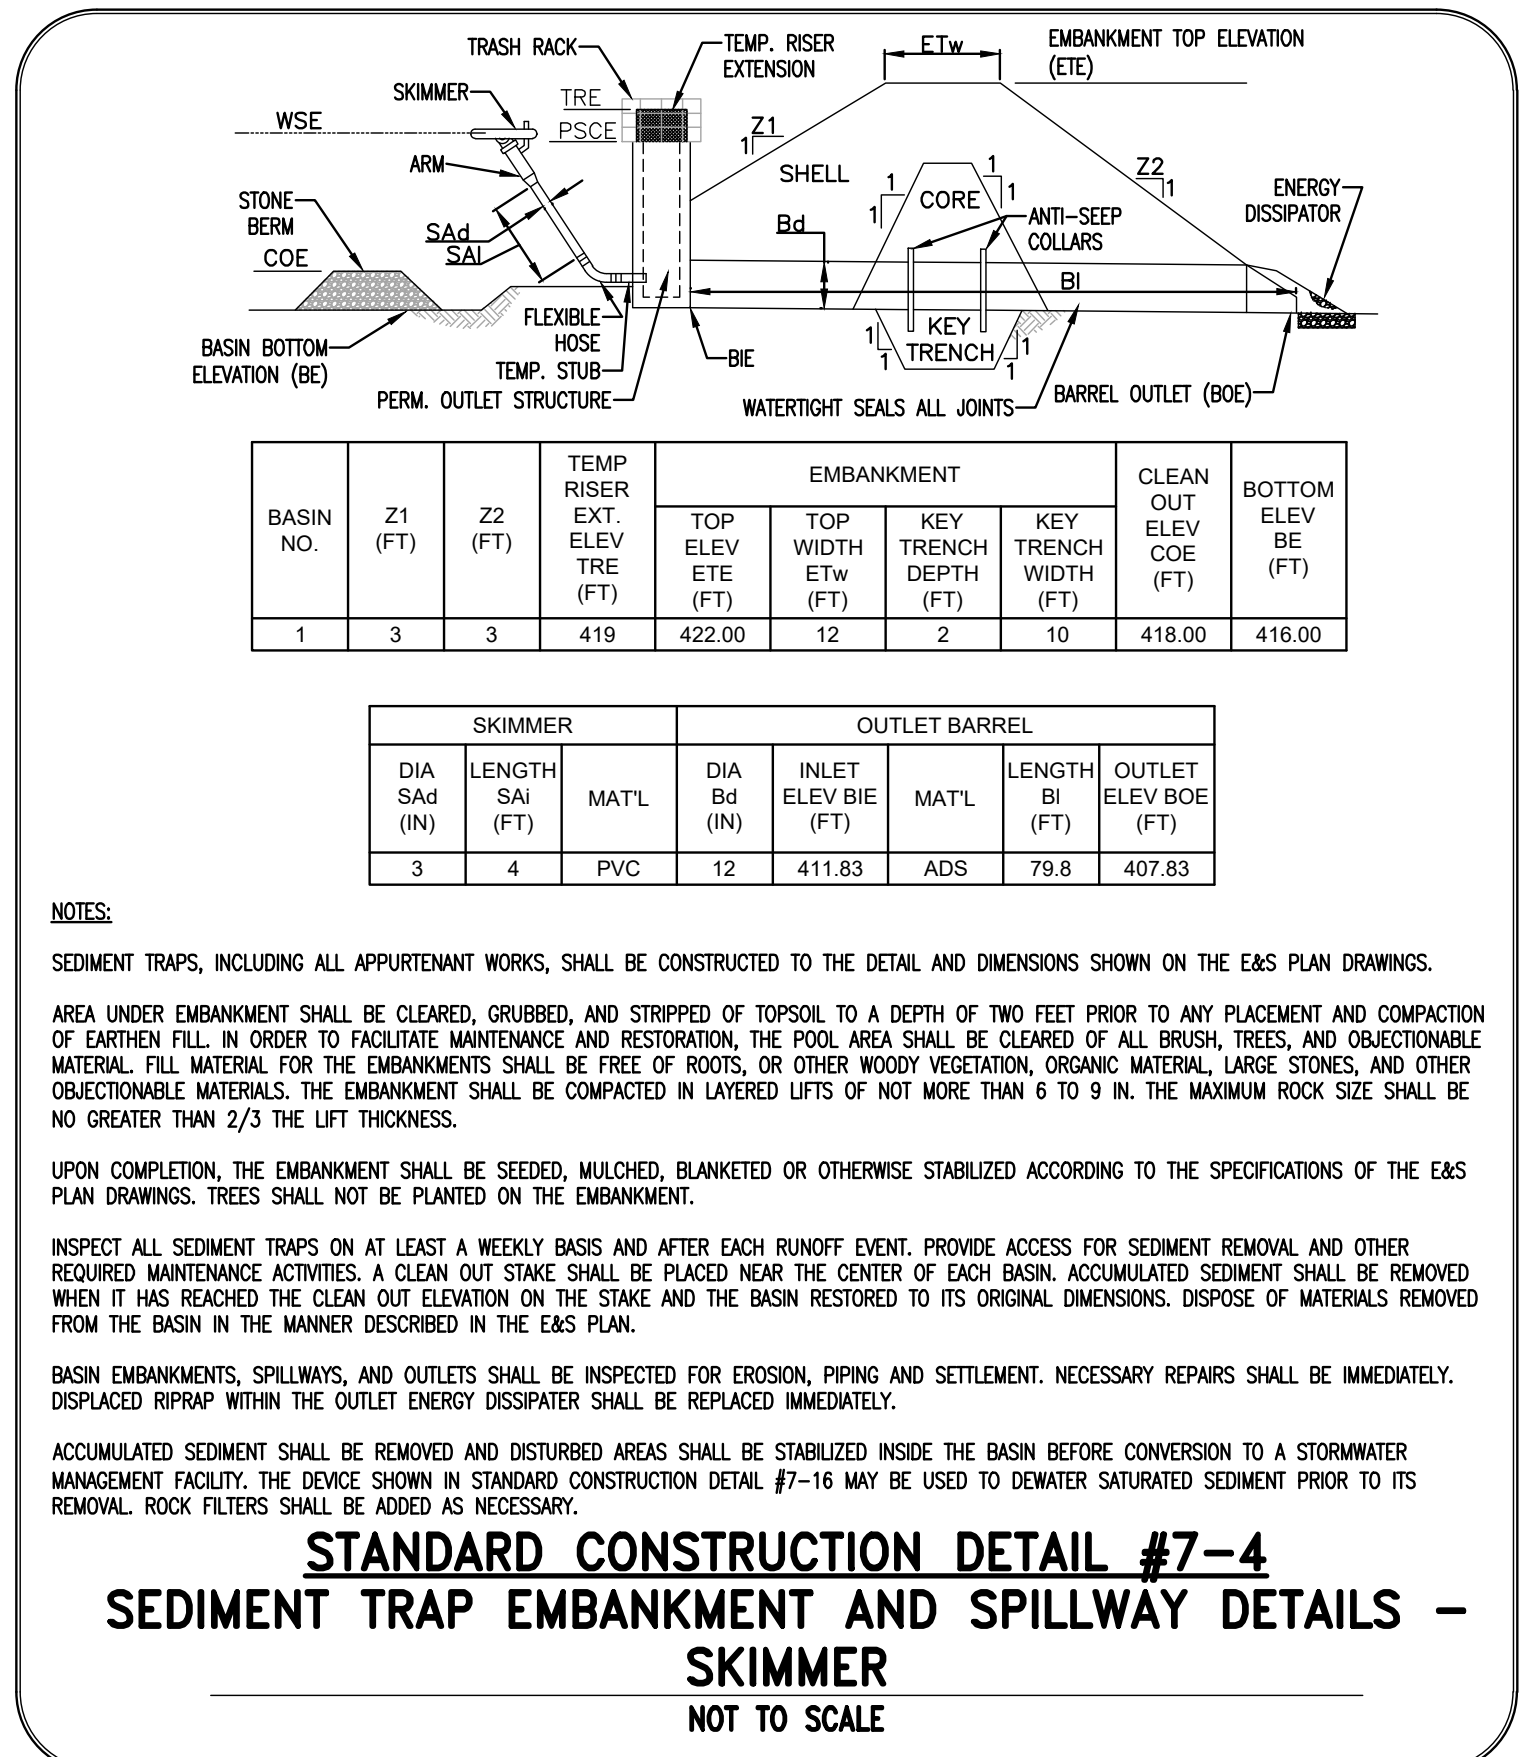 TRASH RACK
TEMP. RISER
EXTENSION
ETw
EMBANKMENT TOP ELEVATION
(ETE)
SKIMMER
TRE
WSE
PSCE
Z1
1
ARM
SHELL
Z2
1
STONE
BERM
1
1
CORE
1
1
ENERGY
DISSIPATOR
SAd
SAl
Bd
ANTI-SEEP
COLLARS
COE
Bl
FLEXIBLE
HOSE
KEY
TRENCH
1
1
1
1
BASIN BOTTOM
ELEVATION (BE)
TEMP. STUB
BIE
PERM. OUTLET STRUCTURE
WATERTIGHT SEALS ALL JOINTS
BARREL OUTLET (BOE)
BASIN
NO.
Z1
(FT)
Z2
(FT)
TEMP
RISER
EXT.
ELEV
TRE
(FT)
EMBANKMENT
TOP
ELEV
ETE
(FT)
TOP
WIDTH
ETw
(FT)
KEY
TRENCH
DEPTH
(FT)
KEY
TRENCH
WIDTH
(FT)
CLEAN
OUT
ELEV
COE
(FT)
BOTTOM
ELEV
BE
(FT)
1 3 3 419 422.00 12 2 10 418.00 416.00
SKIMMER
OUTLET BARREL
DIA
SAd
(IN)
LENGTH
SAi
(FT)
MAT'L
DIA
Bd
(IN)
INLET
ELEV BIE
(FT)
MAT'L
LENGTH
Bl
(FT)
OUTLET
ELEV BOE
(FT)
3 4 PVC 12 411.83 ADS 79.8 407.83
NOTES:
SEDIMENT TRAPS, INCLUDING ALL APPURTENANT WORKS, SHALL BE CONSTRUCTED TO THE DETAIL AND DIMENSIONS SHOWN ON THE E&S PLAN DRAWINGS.
AREA UNDER EMBANKMENT SHALL BE CLEARED, GRUBBED, AND STRIPPED OF TOPSOIL TO A DEPTH OF TWO FEET PRIOR TO ANY PLACEMENT AND COMPACTION
OF EARTHEN FILL. IN ORDER TO FACILITATE MAINTENANCE AND RESTORATION, THE POOL AREA SHALL BE CLEARED OF ALL BRUSH, TREES, AND OBJECTIONABLE
MATERIAL. FILL MATERIAL FOR THE EMBANKMENTS SHALL BE FREE OF ROOTS, OR OTHER WOODY VEGETATION, ORGANIC MATERIAL, LARGE STONES, AND OTHER
OBJECTIONABLE MATERIALS. THE EMBANKMENT SHALL BE COMPACTED IN LAYERED LIFTS OF NOT MORE THAN 6 TO 9 IN. THE MAXIMUM ROCK SIZE SHALL BE
NO GREATER THAN 2/3 THE LIFT THICKNESS.
UPON COMPLETION, THE EMBANKMENT SHALL BE SEEDED, MULCHED, BLANKETED OR OTHERWISE STABILIZED ACCORDING TO THE SPECIFICATIONS OF THE E&S
PLAN DRAWINGS. TREES SHALL NOT BE PLANTED ON THE EMBANKMENT.
INSPECT ALL SEDIMENT TRAPS ON AT LEAST A WEEKLY BASIS AND AFTER EACH RUNOFF EVENT. PROVIDE ACCESS FOR SEDIMENT REMOVAL AND OTHER
REQUIRED MAINTENANCE ACTIVITIES. A CLEAN OUT STAKE SHALL BE PLACED NEAR THE CENTER OF EACH BASIN. ACCUMULATED SEDIMENT SHALL BE REMOVED
WHEN IT HAS REACHED THE CLEAN OUT ELEVATION ON THE STAKE AND THE BASIN RESTORED TO ITS ORIGINAL DIMENSIONS. DISPOSE OF MATERIALS REMOVED
FROM THE BASIN IN THE MANNER DESCRIBED IN THE E&S PLAN.
BASIN EMBANKMENTS, SPILLWAYS, AND OUTLETS SHALL BE INSPECTED FOR EROSION, PIPING AND SETTLEMENT. NECESSARY REPAIRS SHALL BE IMMEDIATELY.
DISPLACED RIPRAP WITHIN THE OUTLET ENERGY DISSIPATER SHALL BE REPLACED IMMEDIATELY.
ACCUMULATED SEDIMENT SHALL BE REMOVED AND DISTURBED AREAS SHALL BE STABILIZED INSIDE THE BASIN BEFORE CONVERSION TO A STORMWATER
MANAGEMENT FACILITY. THE DEVICE SHOWN IN STANDARD CONSTRUCTION DETAIL #7-16 MAY BE USED TO DEWATER SATURATED SEDIMENT PRIOR TO ITS
REMOVAL. ROCK FILTERS SHALL BE ADDED AS NECESSARY.
STANDARD CONSTRUCTION DETAIL #7-4
SEDIMENT TRAP EMBANKMENT AND SPILLWAY DETAILS -
SKIMMER
NOT TO SCALE